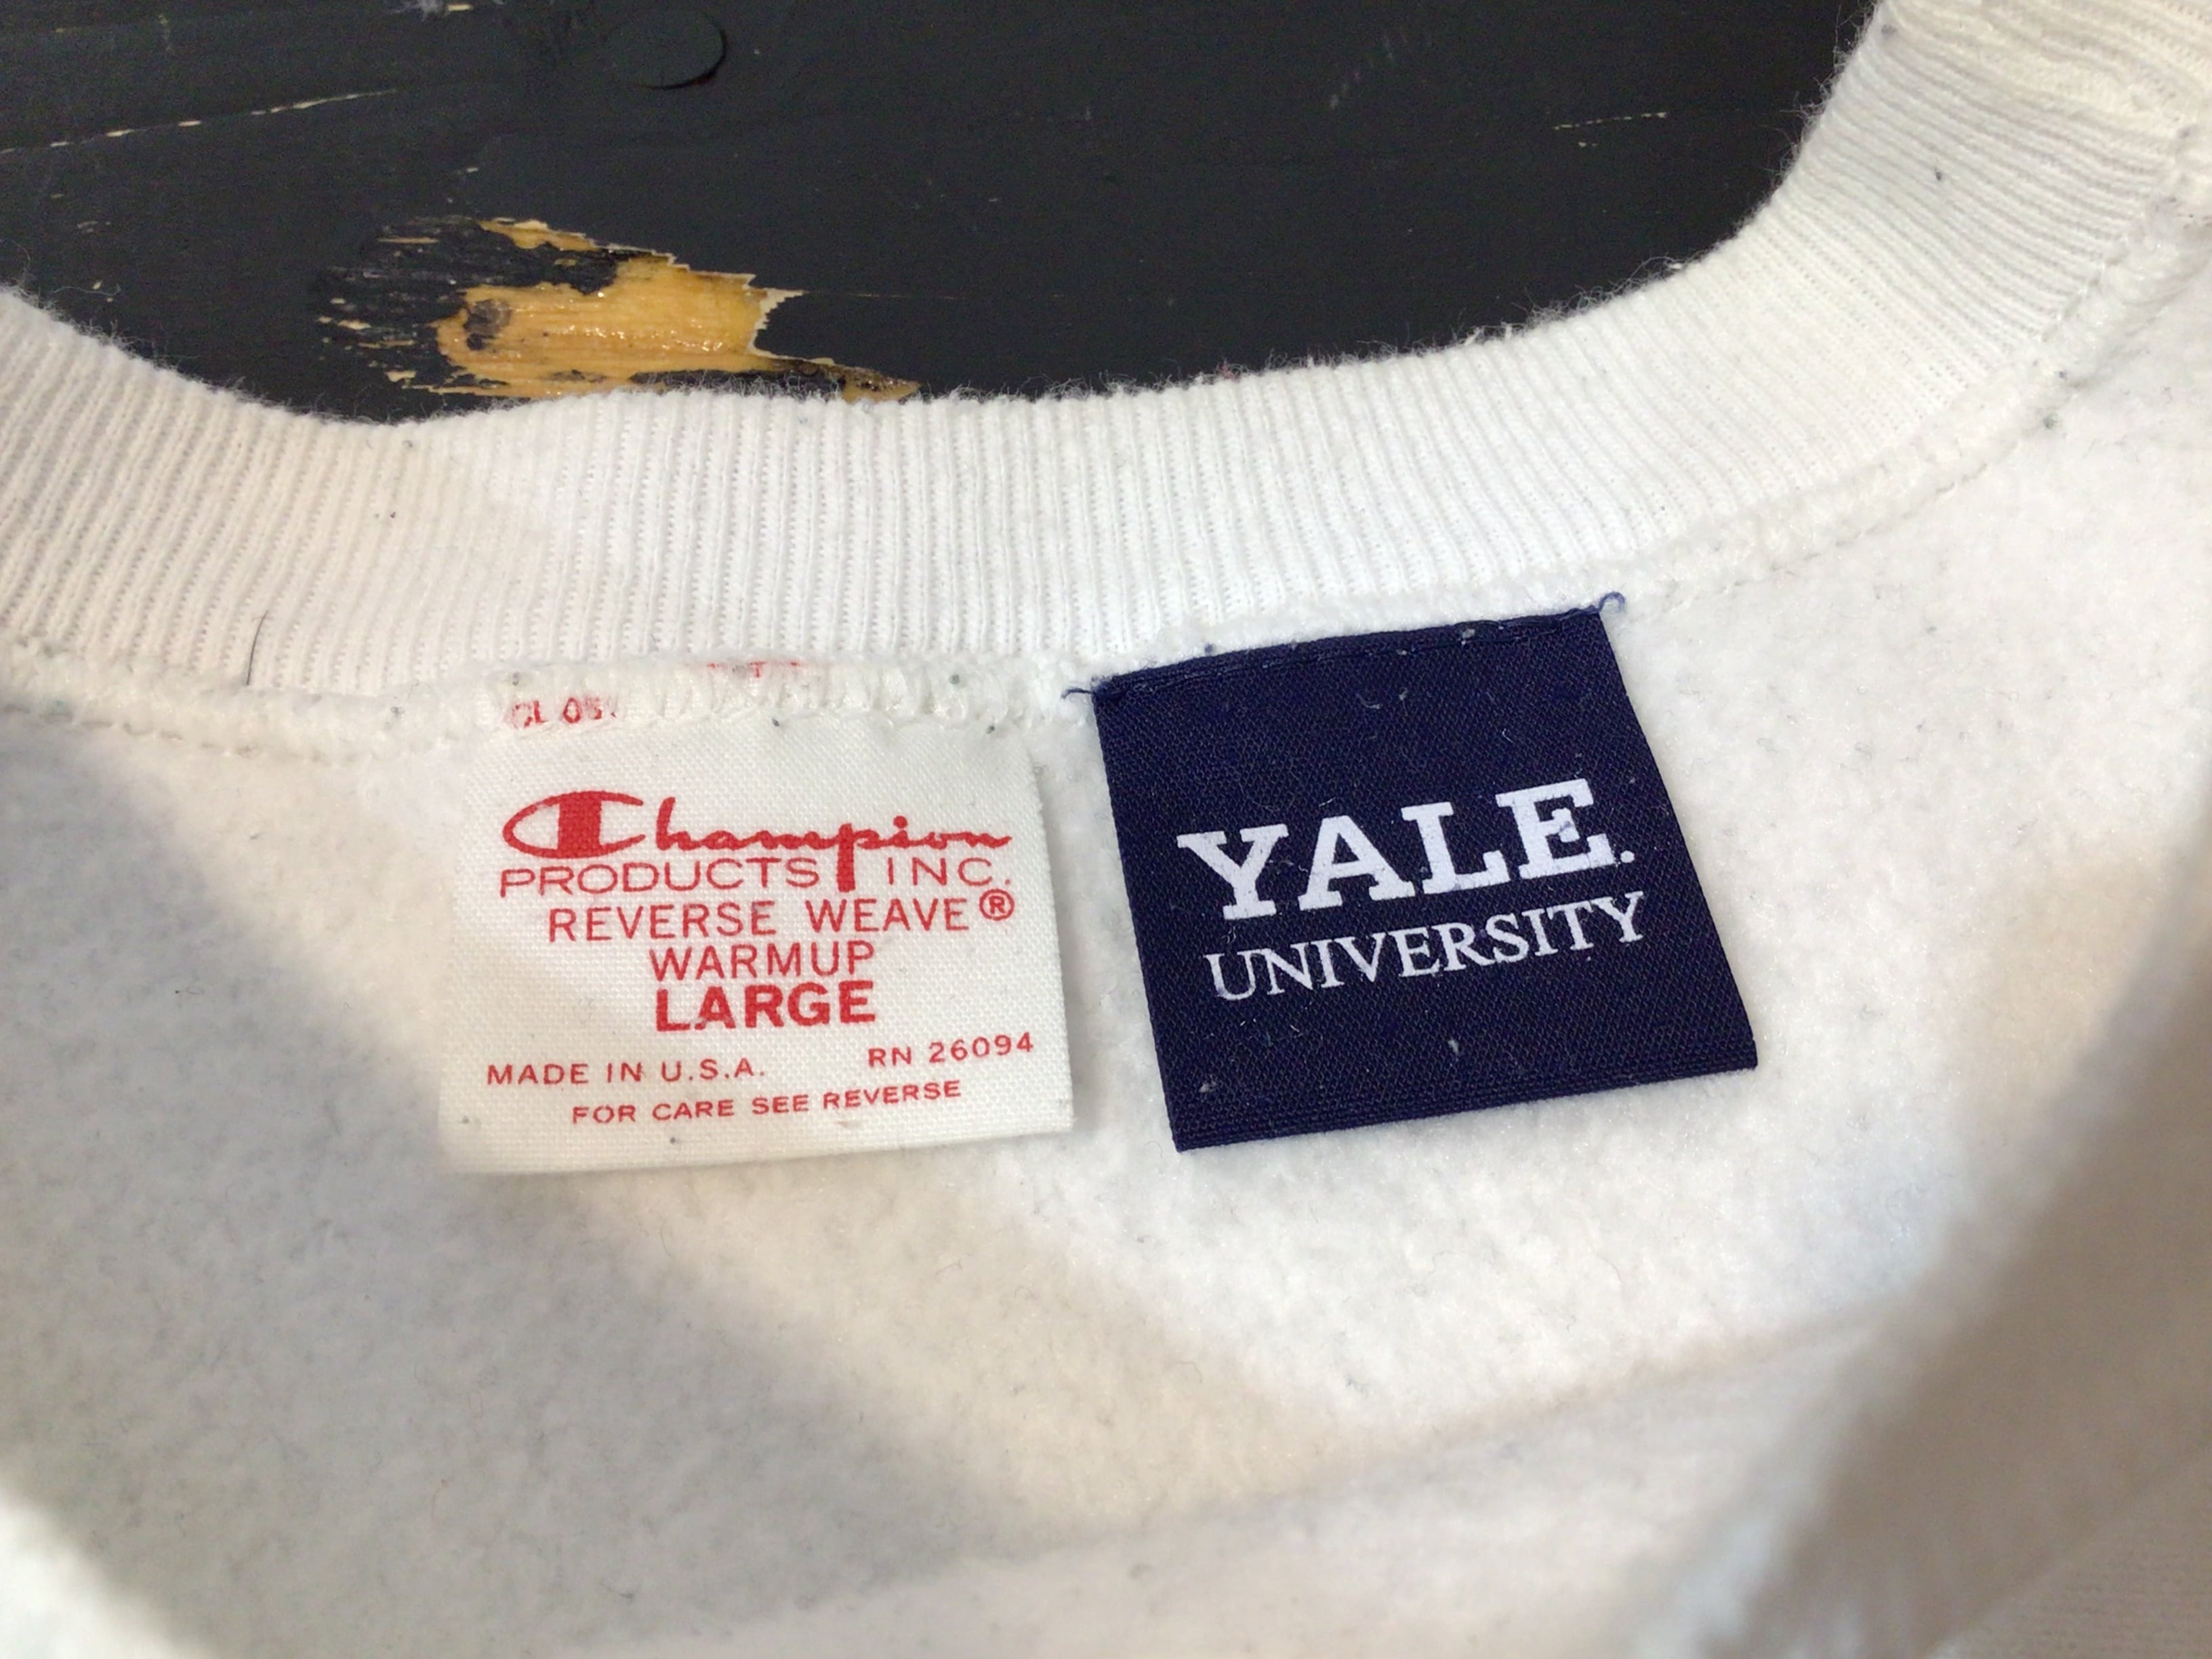 Champion
PRODUCTS INC.
REVERSE WEAVE®
WARMUP
LARGE
MADE IN U.S.A. RN 26094
FOR CARE SEE REVERSE
YALE.
UNIVERSITY